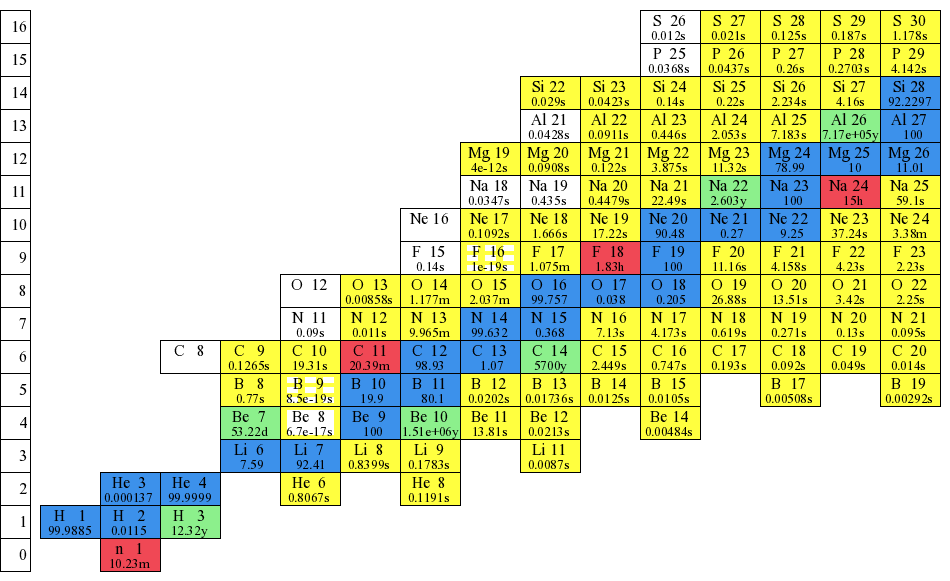 16 S 26 S 27 S 28 S 29 S 30
0.012s 0.021s 0.125s 0.187s 1.178s
15 P 25 P 26 P 27 P 28 P 29
0.0368s 0.0437s 0.26s 0.2703s 4.142s
14 Si 22 Si 23 Si 24 Si 25 Si 26 Si 27 Si 28
0.029s 0.0423s 0.14s 0.22s 2.234s 4.16s 92.2297
13 Al 21 Al 22 Al 23 Al 24 Al 25 Al 26 Al 27
0.0428s 0.0911s 0.446s 2.053s 7.183s 7.17e+05y 100
12 Mg 19 Mg 20 Mg 21 Mg 22 Mg 23 Mg 24 Mg 25 Mg 26
4e-12s 0.0908s 0.122s 3.875s 11.32s 78.99 10 11.01
11 Na 18 Na 19 Na 20 Na 21 Na 22 Na 23 Na 24 Na 25
0.0347s 0.435s 0.4479s 22.49s 2.603y 100 15h 59.1s
10 Ne 16 Ne 17 Ne 18 Ne 19 Ne 20 Ne 21 Ne 22 Ne 23 Ne 24
0.1092s 1.666s 17.22s 90.48 0.27 9.25 37.24s 3.38m
9 F 15 F 16 F 17 F 18 F 19 F 20 F 21 F 22 F 23
0.14s 1e-19s 1.075m 1.83h 100 11.16s 4.158s 4.23s 2.23s
8 O 12 O 13 O 14 O 15 O 16 O 17 O 18 O 19 O 20 O 21 O 22
0.00858s 1.177m 2.037m 99.757 0.038 0.205 26.88s 13.51s 3.42s 2.25s
7 N 11 N 12 N 13 N 14 N 15 N 16 N 17 N 18 N 19 N 20 N 21
0.09s 0.011s 9.965m 99.632 0.368 7.13s 4.173s 0.619s 0.271s 0.13s 0.095s
6 C 8 C 9 C 10 C 11 C 12 C 13 C 14 C 15 C 16 C 17 C 18 C 19 C 20
0.1265s 19.31s 20.39m 98.93 1.07 5700y 2.449s 0.747s 0.193s 0.092s 0.049s 0.014s
5 B 8 B 9 B 10 B 11 B 12 B 13 B 14 B 15 B 17 B 19
0.77s 8.5e-19s 19.9 80.1 0.0202s 0.01736s 0.0125s 0.0105s 0.00508s 0.00292s
4 Be 7 Be 8 Be 9 Be 10 Be 11 Be 12 Be 14
53.22d 6.7e-17s 100 1.51e+06y 13.81s 0.0213s 0.00484s
3 Li 6 Li 7 Li 8 Li 9 Li 11
7.59 92.41 0.8399s 0.1783s 0.0087s
2 He 3 He 4 He 6 He 8
0.000137 99.9999 0.8067s 0.1191s
1 H 1 H 2 H 3
99.9885 0.0115 12.32y
0 n 1
10.23m